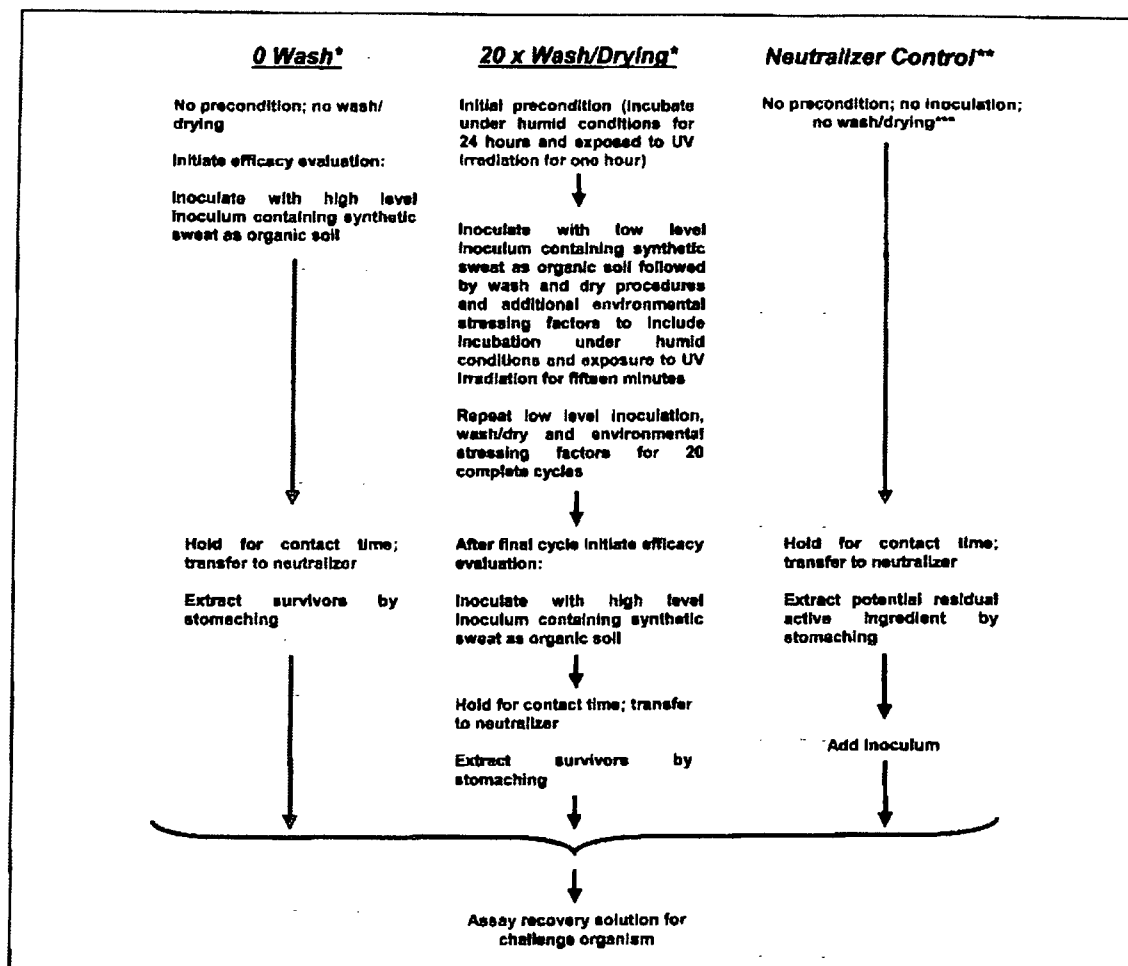 0 Wash*
No precondition; no wash/
drying
Initiate efficacy evaluation:
Inoculate with high level
inoculum containing synthetic
sweat as organic soil
Hold for contact time;
transfer to neutralizer
Extract survivors by
stomaching
20 x Wash/Drying*
Initial precondition (incubate
under humid conditions for
24 hours and exposed to UV
irradiation for one hour)
Inoculate with low level
inoculum containing synthetic
sweat as organic soil followed
by wash and dry procedures
and additional environmental
stressing factors to include
incubation under humid
conditions and exposure to UV
irradiation for fifteen minutes
Repeat low level inoculation,
wash/dry and environmental
stressing factors for 20
complete cycles
After final cycle initiate efficacy
evaluation:
Inoculate with high level
inoculum containing synthetic
sweat as organic soil
Hold for contact time; transfer
to neutralizer
Extract survivors by
stomaching
Neutralizer Control**
No precondition; no inoculation;
no wash/drying***
Hold for contact time;
transfer to neutralizer
Extract potential residual
active ingredient by
stomaching
Add inoculum
Assay recovery solution for
challenge organism